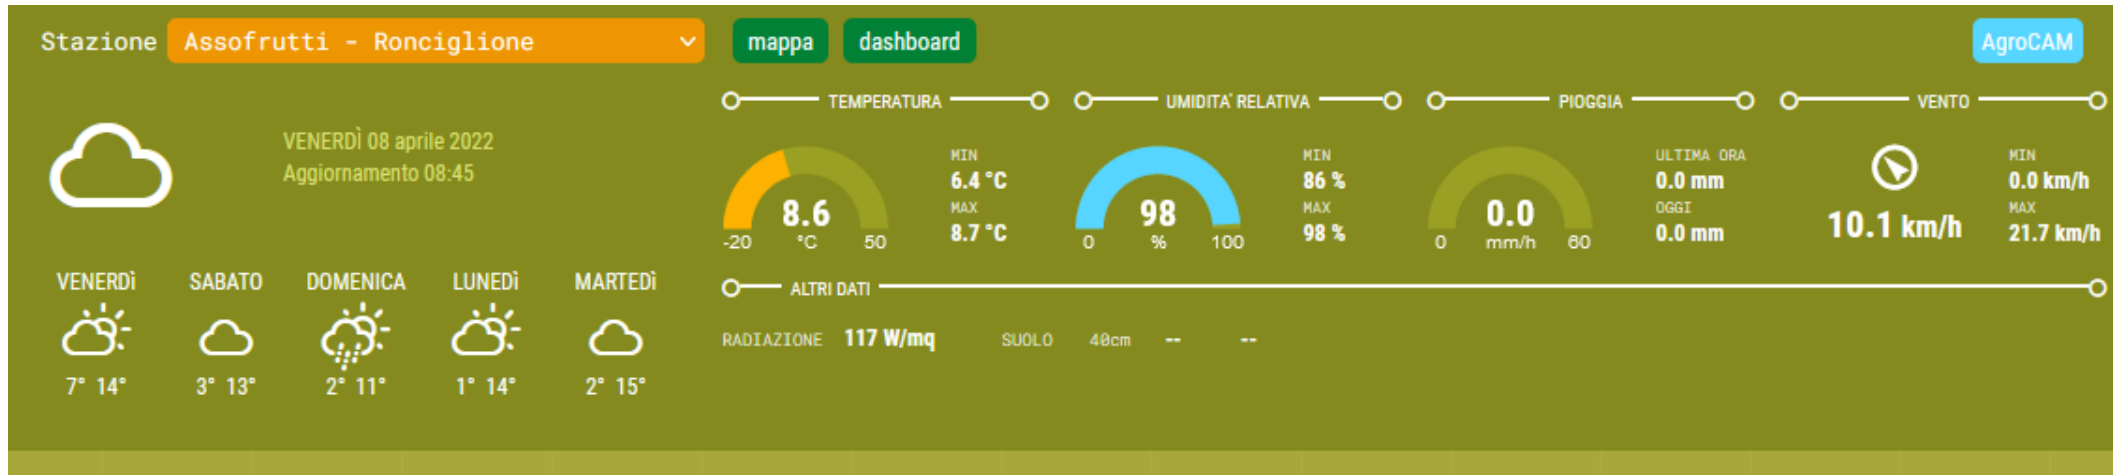 Stazione Assofrutti - Ronciglione mappa dashboard AgroCAM
VENERDÌ 08 aprile 2022
Aggiornamento 08:45
VENERDì SABATO DOMENICA LUNEDì MARTEDì
7° 14° 3° 13° 2° 11° 1° 14° 2° 15°
TEMPERATURA
8.6
°C
-20 50
MIN
6.4 °C
MAX
8.7 °C
UMIDITA' RELATIVA
98
%
0 100
MIN
86 %
MAX
98 %
PIOGGIA
0.0
mm/h
0 60
ULTIMA ORA
0.0 mm
OGGI
0.0 mm
VENTO
10.1 km/h
MIN
0.0 km/h
MAX
21.7 km/h
ALTRI DATI
RADIAZIONE 117 W/mq SUOLO 40cm -- --